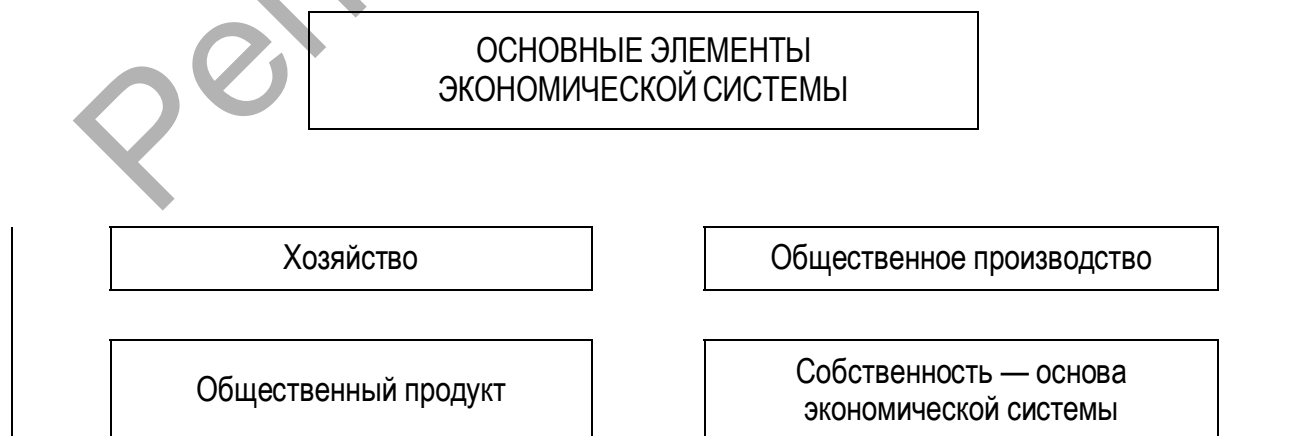 ОСНОВНЫЕ ЭЛЕМЕНТЫ
ЭКОНОМИЧЕСКОЙ СИСТЕМЫ
Хозяйство
Общественное производство
Общественный продукт
Собственность — основа
экономической системы